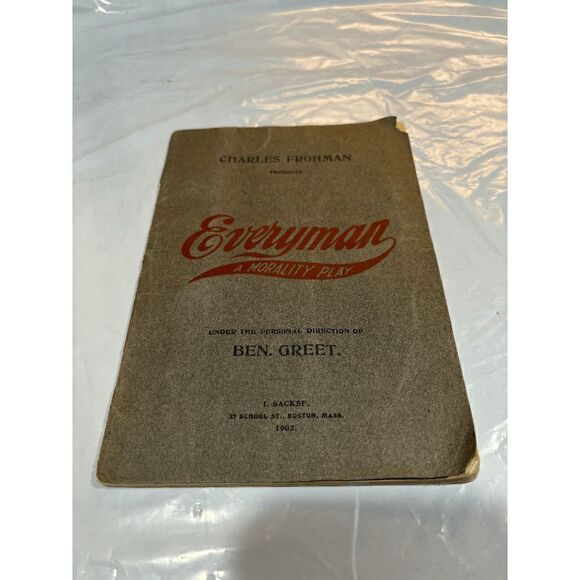 CHARLES FROHMAN
PRESENTS
Everyman
A MORALITY PLAY
UNDER THE PERSONAL DIRECTION OF
BEN. GREET.
I. SACKSE.
27 SCHOOL ST., BOSTON, MASS.
1903.